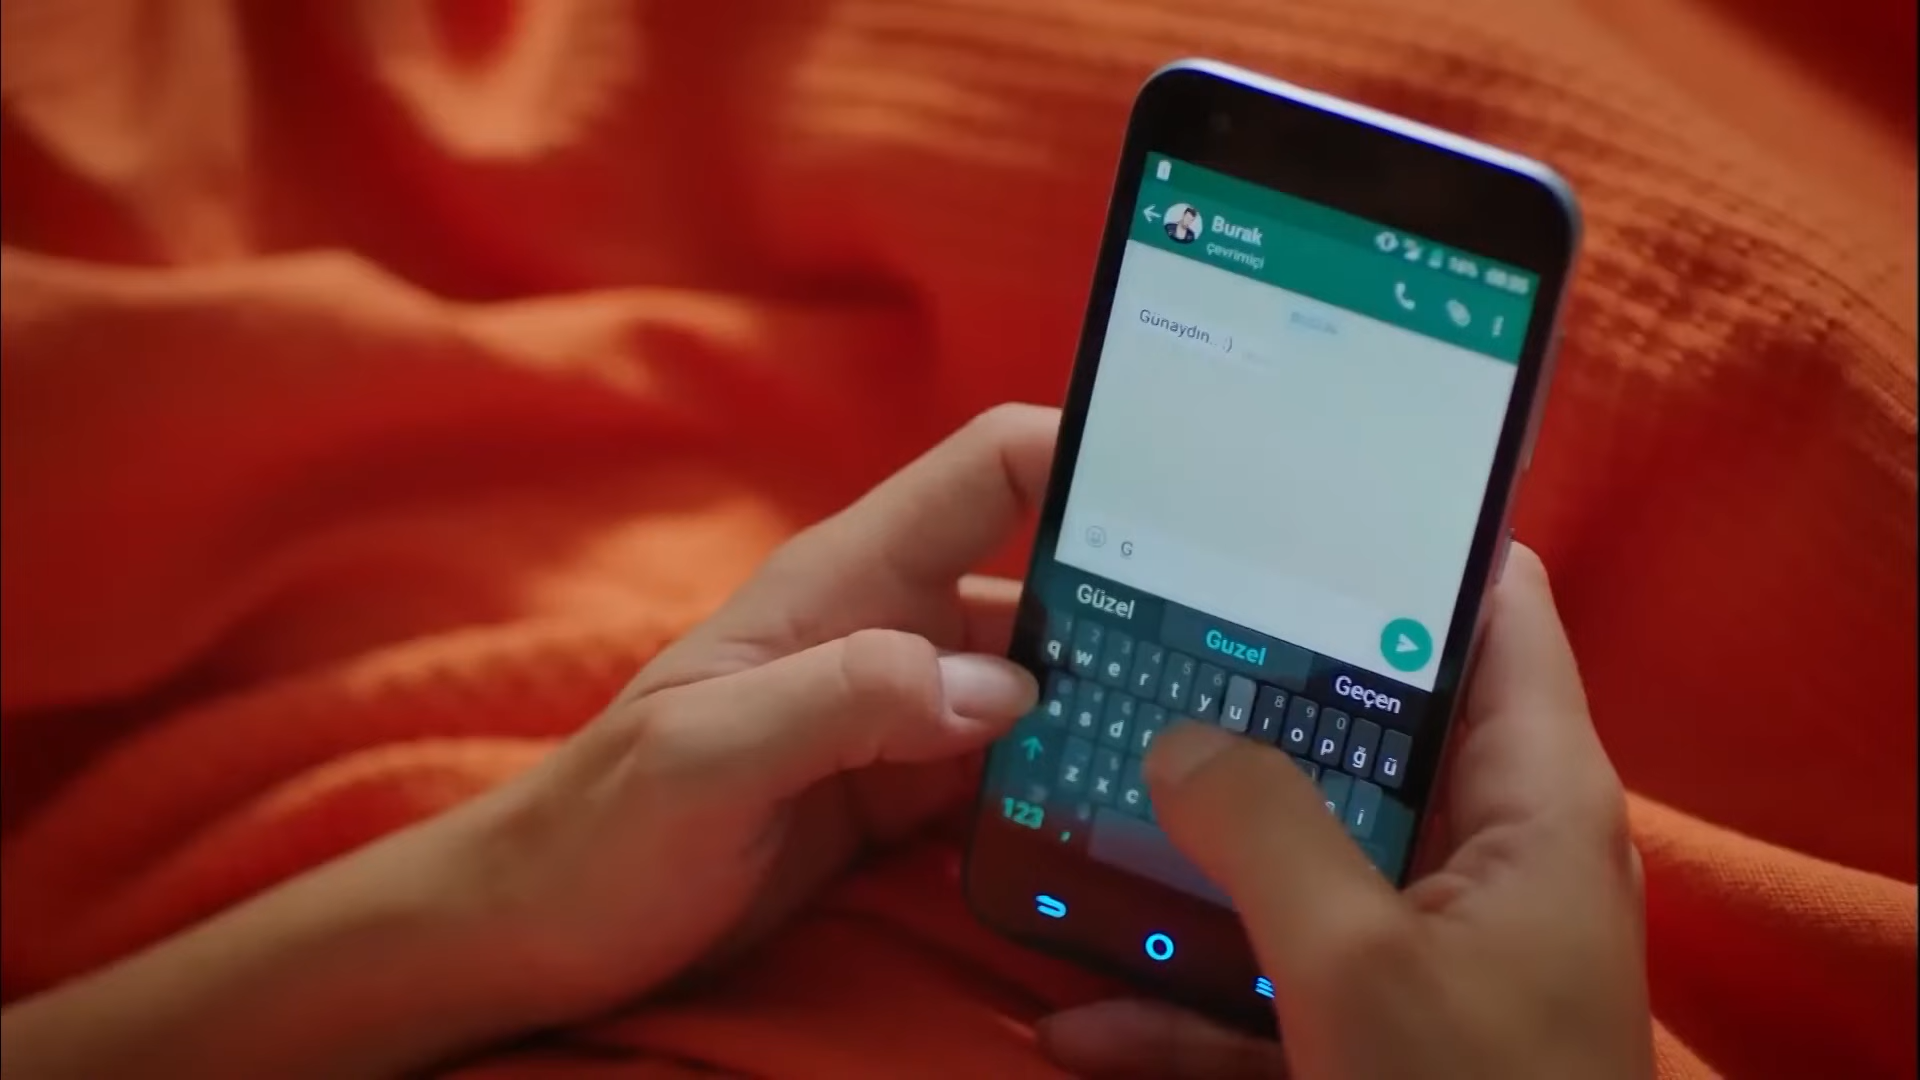 Burak
çevrimiçi
Günaydın.. :)
G
Güzel Guzel Geçen
q w e r t y u ı o p ğ ü
a s d f i
z x c
123 ,